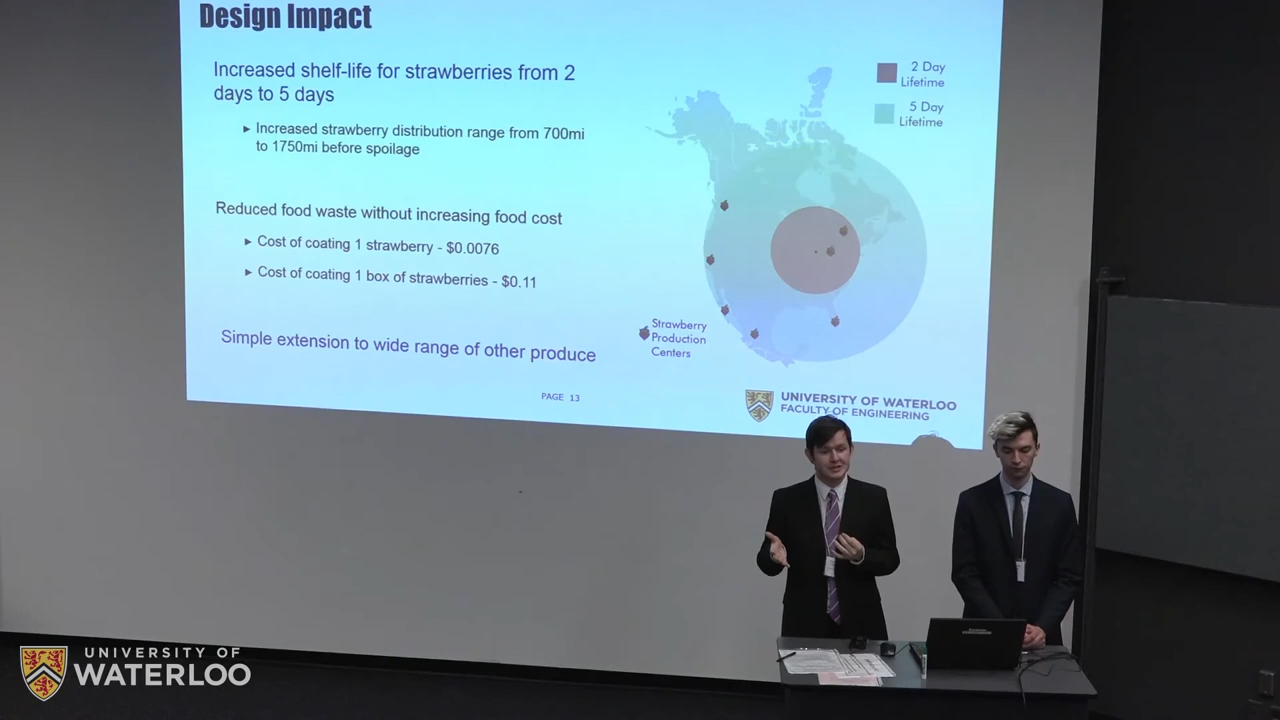 Design Impact
Increased shelf-life for strawberries from 2
days to 5 days
Increased strawberry distribution range from 700mi
to 1750mi before spoilage
Reduced food waste without increasing food cost
Cost of coating 1 strawberry - $0.0076
Cost of coating 1 box of strawberries - $0.11
Simple extension to wide range of other produce
PAGE 13
2 Day
Lifetime
5 Day
Lifetime
Strawberry
Production
Centers
UNIVERSITY OF WATERLOO
FACULTY OF ENGINEERING
UNIVERSITY OF
WATERLOO